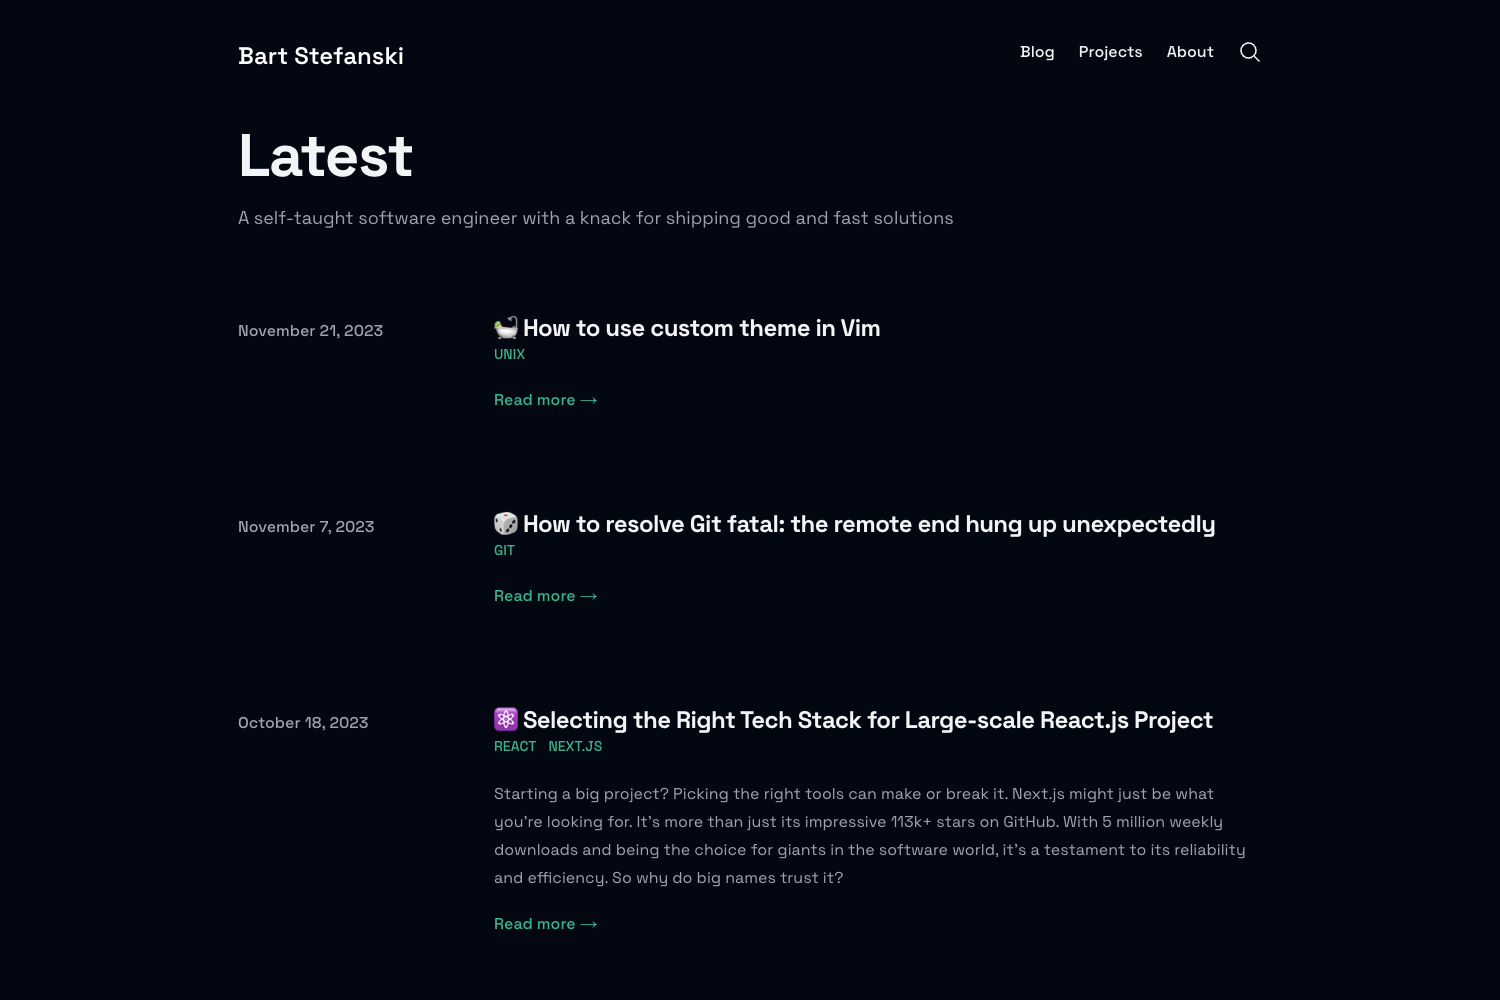 Bart Stefanski
Blog Projects About
Latest
A self-taught software engineer with a knack for shipping good and fast solutions
November 21, 2023
How to use custom theme in Vim
UNIX
Read more →
November 7, 2023
How to resolve Git fatal: the remote end hung up unexpectedly
GIT
Read more →
October 18, 2023
Selecting the Right Tech Stack for Large-scale React.js Project
REACT NEXT.JS
Starting a big project? Picking the right tools can make or break it. Next.js might just be what
you're looking for. It's more than just its impressive 113k+ stars on GitHub. With 5 million weekly
downloads and being the choice for giants in the software world, it's a testament to its reliability
and efficiency. So why do big names trust it?
Read more →